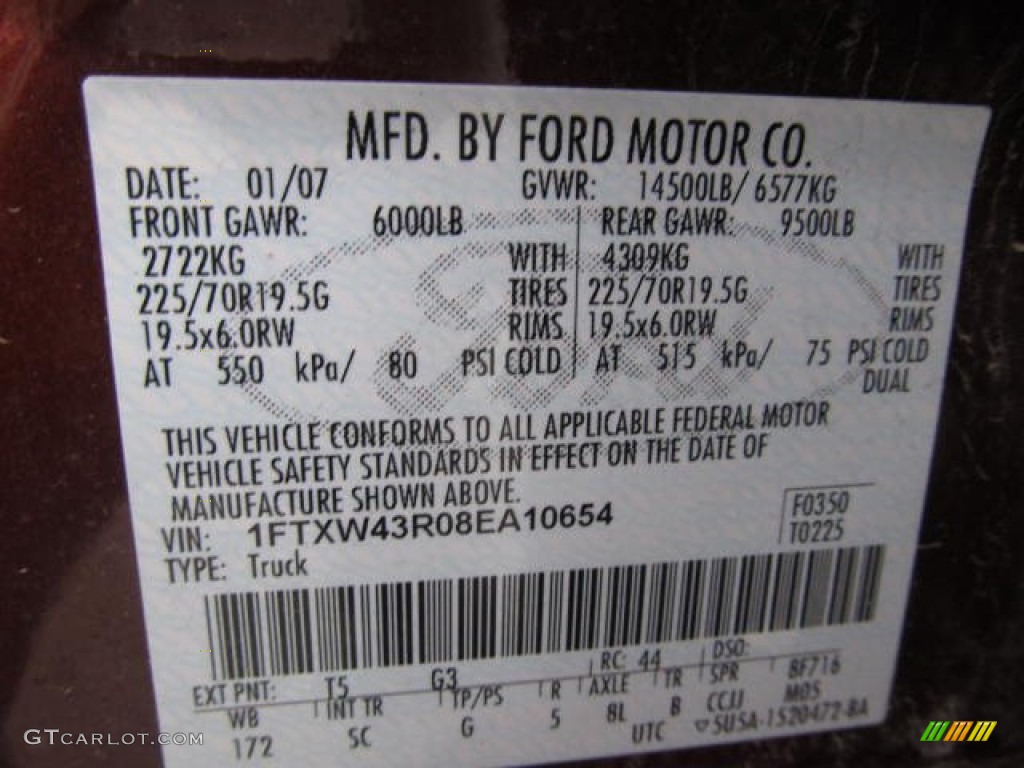 MFD. BY FORD MOTOR CO.
DATE: 01/07 GVWR: 14500LB/ 6577KG
FRONT GAWR: 6000LB REAR GAWR: 9500LB
2722KG WITH 4309KG WITH
225/70R19.5G TIRES 225/70R19.5G TIRES
19.5x6.0RW RIMS 19.5x6.0RW RIMS
AT 550 kPa/ 80 PSI COLD AT 515 kPa/ 75 PSI COLD
DUAL
THIS VEHICLE CONFORMS TO ALL APPLICABLE FEDERAL MOTOR
VEHICLE SAFETY STANDARDS IN EFFECT ON THE DATE OF
MANUFACTURE SHOWN ABOVE.
VIN: 1FTXW43R08EA10654 F0350
TYPE: Truck T0225
EXT PNT: T5 G3 RC: 44 DSO:
WB INT TR TP/PS R AXLE TR SPR BF716
172 5C G 5 8L B CCJJ M05
UTC ▽5USA-1520472-BA
GTCARLOT.COM